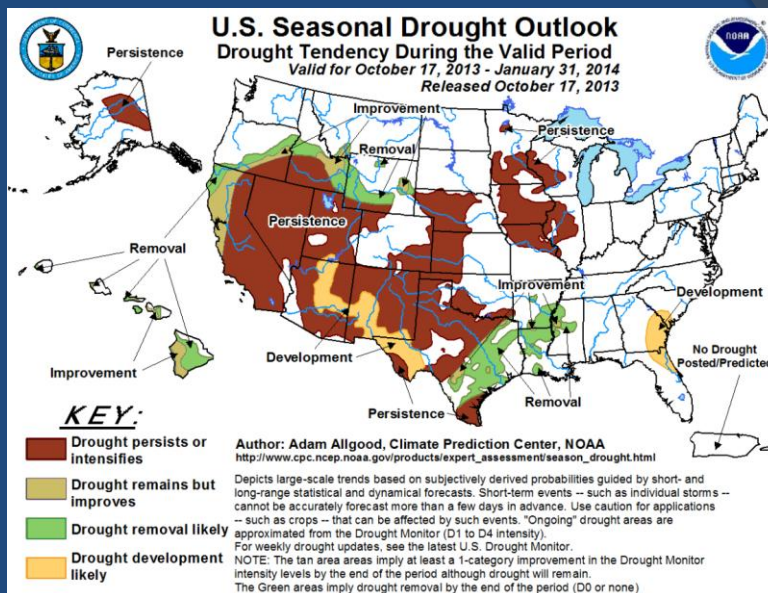 U.S. Seasonal Drought Outlook
Drought Tendency During the Valid Period
Valid for October 17, 2013 - January 31, 2014
Released October 17, 2013
NOAA
Persistence
Improvement
Removal
Persistence
Persistence
Removal
Improvement
Development
No Drought
Posted/Predicted
Improvement
Development
Removal
Persistence
KEY:
Drought persists or
intensifies
Drought remains but
improves
Drought removal likely
Drought development
likely
Author: Adam Allgood, Climate Prediction Center, NOAA
http://www.cpc.ncep.noaa.gov/products/expert_assessment/season_drought.html
Depicts large-scale trends based on subjectively derived probabilities guided by short- and
long-range statistical and dynamical forecasts. Short-term events -- such as individual storms --
cannot be accurately forecast more than a few days in advance. Use caution for applications
-- such as crops -- that can be affected by such events. "Ongoing" drought areas are
approximated from the Drought Monitor (D1 to D4 intensity).
For weekly drought updates, see the latest U.S. Drought Monitor.
NOTE: The tan area areas imply at least a 1-category improvement in the Drought Monitor
intensity levels by the end of the period although drought will remain.
The Green areas imply drought removal by the end of the period (D0 or none)